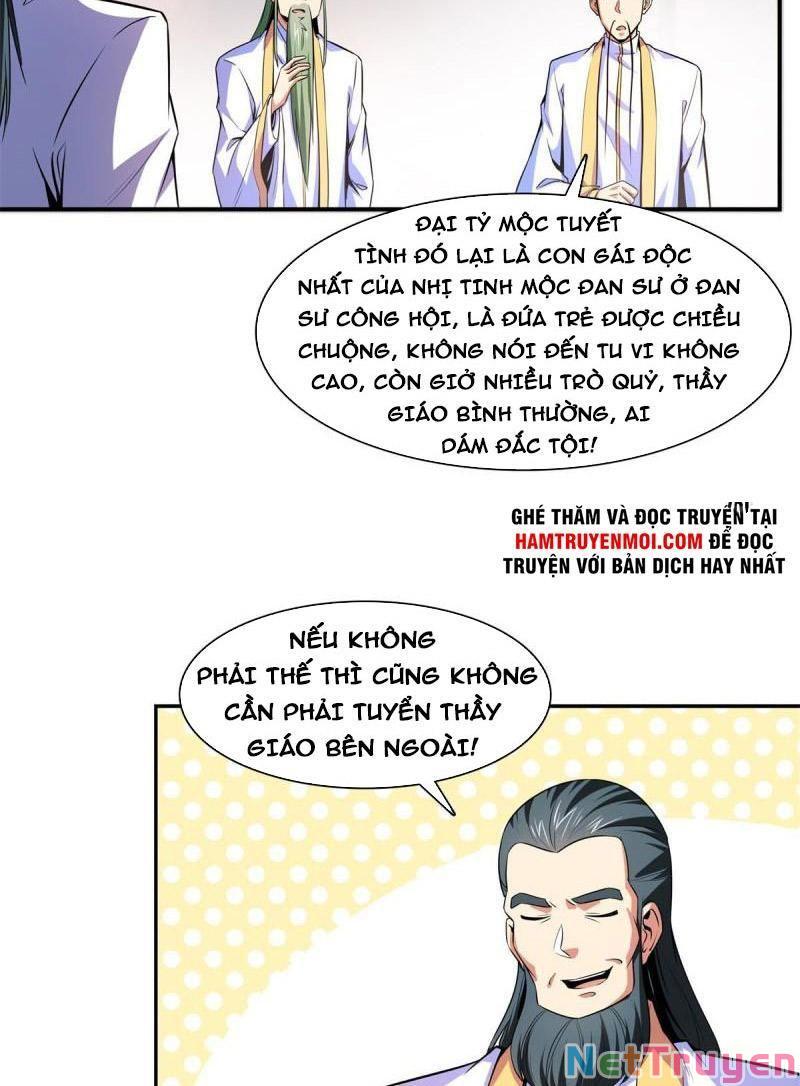 ĐẠI TỶ MỘC TUYẾT
TÌNH ĐÓ LẠI LÀ CON GÁI ĐỘC
NHẤT CỦA NHỊ TINH MỘC ĐAN SƯ Ở ĐAN
SƯ CÔNG HỘI, LÀ ĐỨA TRẺ ĐƯỢC CHIỀU
CHUỘNG, KHÔNG NÓI ĐẾN TU VI KHÔNG
CAO, CÒN GIỞ NHIỀU TRÒ QUỶ, THẦY
GIÁO BÌNH THƯỜNG, AI
DÁM ĐẮC TỘI!
GHÉ THĂM VÀ ĐỌC TRUYỆN TẠI
HAMTRUYENMOI.COM ĐỂ ĐỌC
TRUYỆN VỚI BẢN DỊCH HAY NHẤT
NẾU KHÔNG
PHẢI THẾ THÌ CŨNG KHÔNG
CẦN PHẢI TUYỂN THẦY
GIÁO BÊN NGOÀI!
NetTruyen